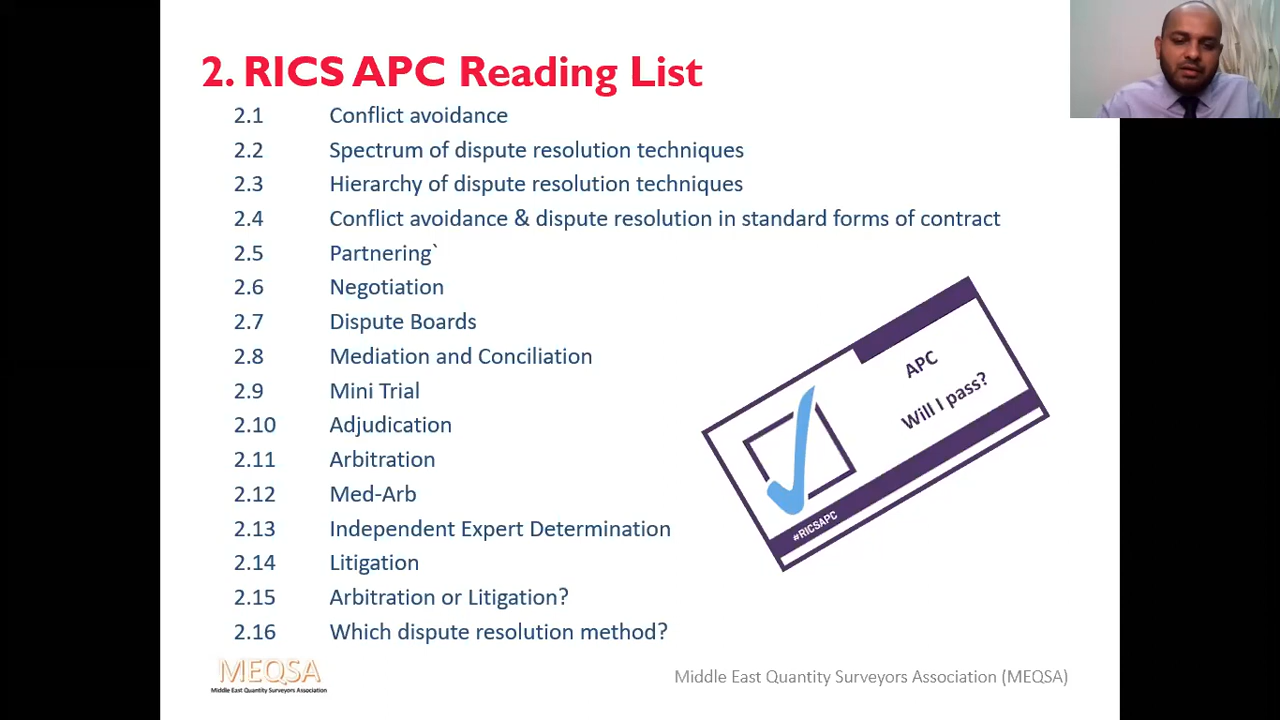 2. RICS APC Reading List
2.1 Conflict avoidance
2.2 Spectrum of dispute resolution techniques
2.3 Hierarchy of dispute resolution techniques
2.4 Conflict avoidance & dispute resolution in standard forms of contract
2.5 Partnering`
2.6 Negotiation
2.7 Dispute Boards
2.8 Mediation and Conciliation
2.9 Mini Trial
2.10 Adjudication
2.11 Arbitration
2.12 Med-Arb
2.13 Independent Expert Determination
2.14 Litigation
2.15 Arbitration or Litigation?
2.16 Which dispute resolution method?
APC
Will I pass?
#RICSAPC
MEQSA
Middle East Quantity Surveyors Association
Middle East Quantity Surveyors Association (MEQSA)